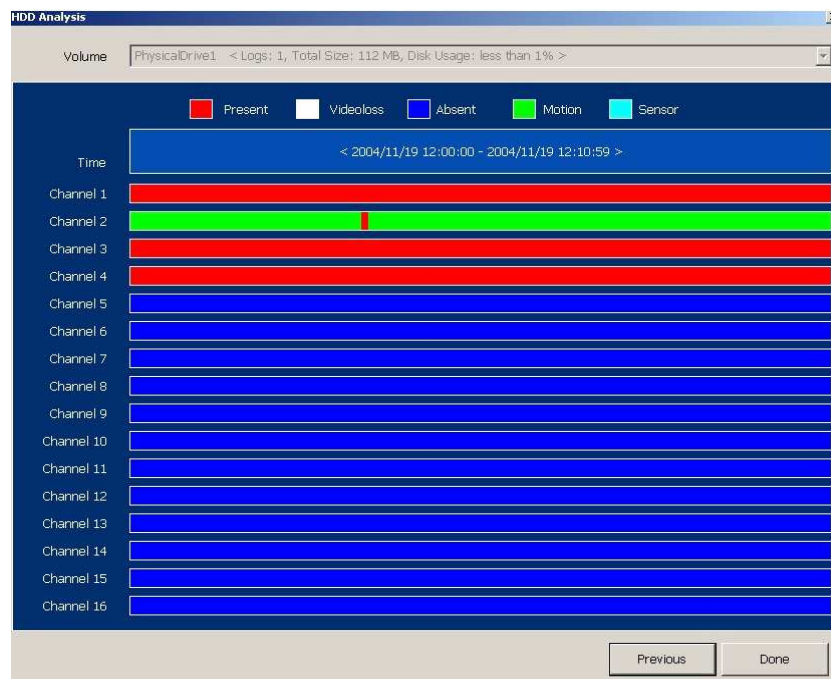 HDD Analysis
Volume PhysicalDrive1 < Logs: 1, Total Size: 112 MB, Disk Usage: less than 1% >
Present Videoloss Absent Motion Sensor
Time < 2004/11/19 12:00:00 - 2004/11/19 12:10:59 >
Channel 1
Channel 2
Channel 3
Channel 4
Channel 5
Channel 6
Channel 7
Channel 8
Channel 9
Channel 10
Channel 11
Channel 12
Channel 13
Channel 14
Channel 15
Channel 16
Previous Done